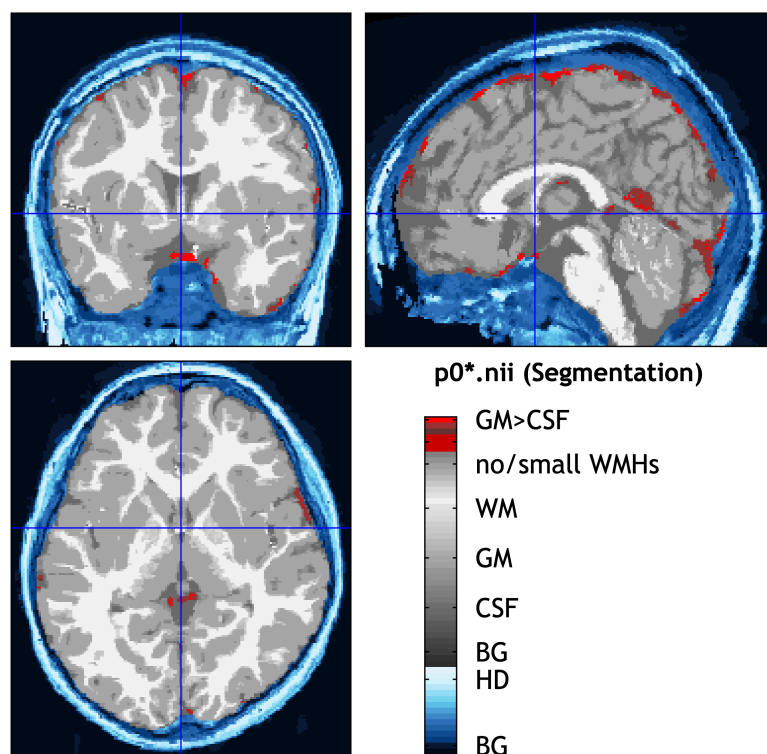 p0*.nii (Segmentation)
GM>CSF
no/small WMHs
WM
GM
CSF
BG
HD
BG